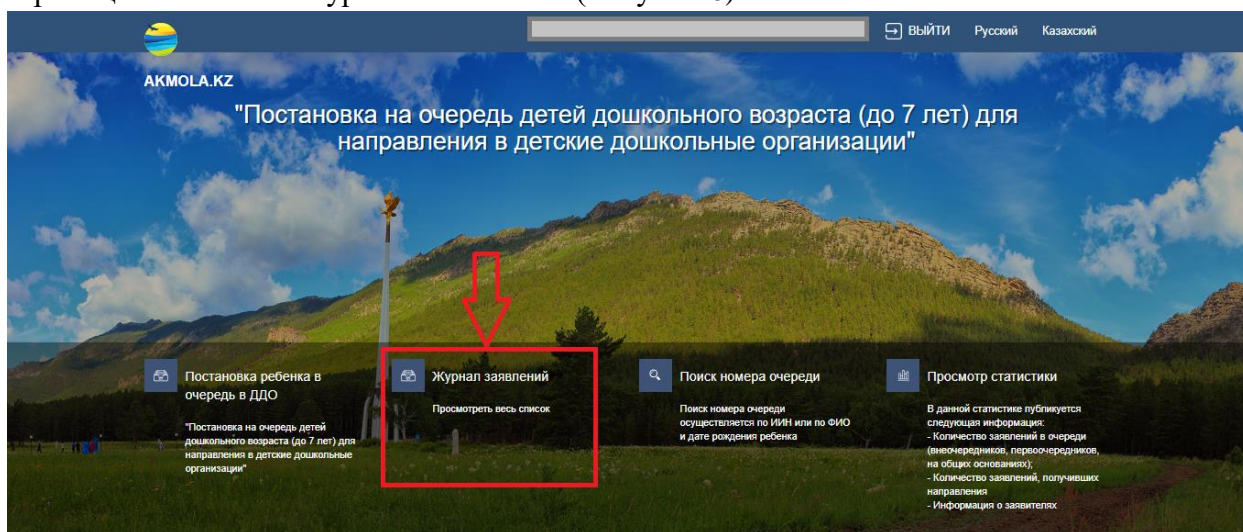 ВЫЙТИ Русский Казахский
AKMOLA.KZ
"Постановка на очередь детей дошкольного возраста (до 7 лет) для
направления в детские дошкольные организации"
Постановка ребенка в
очередь в ДДО
"Постановка на очередь детей
дошкольного возраста (до 7 лет) для
направления в детские дошкольные
организации"
Журнал заявлений
Просмотреть весь список
Поиск номера очереди
Поиск номера очереди
осуществляется по ИИН или по ФИО
и дате рождения ребенка
Просмотр статистики
В данной статистике публикуется
следующая информация:
- Количество заявлений в очереди
(внеочередников, первоочередников,
на общих основаниях);
- Количество заявлений, получивших
направления
- Информация о заявителях